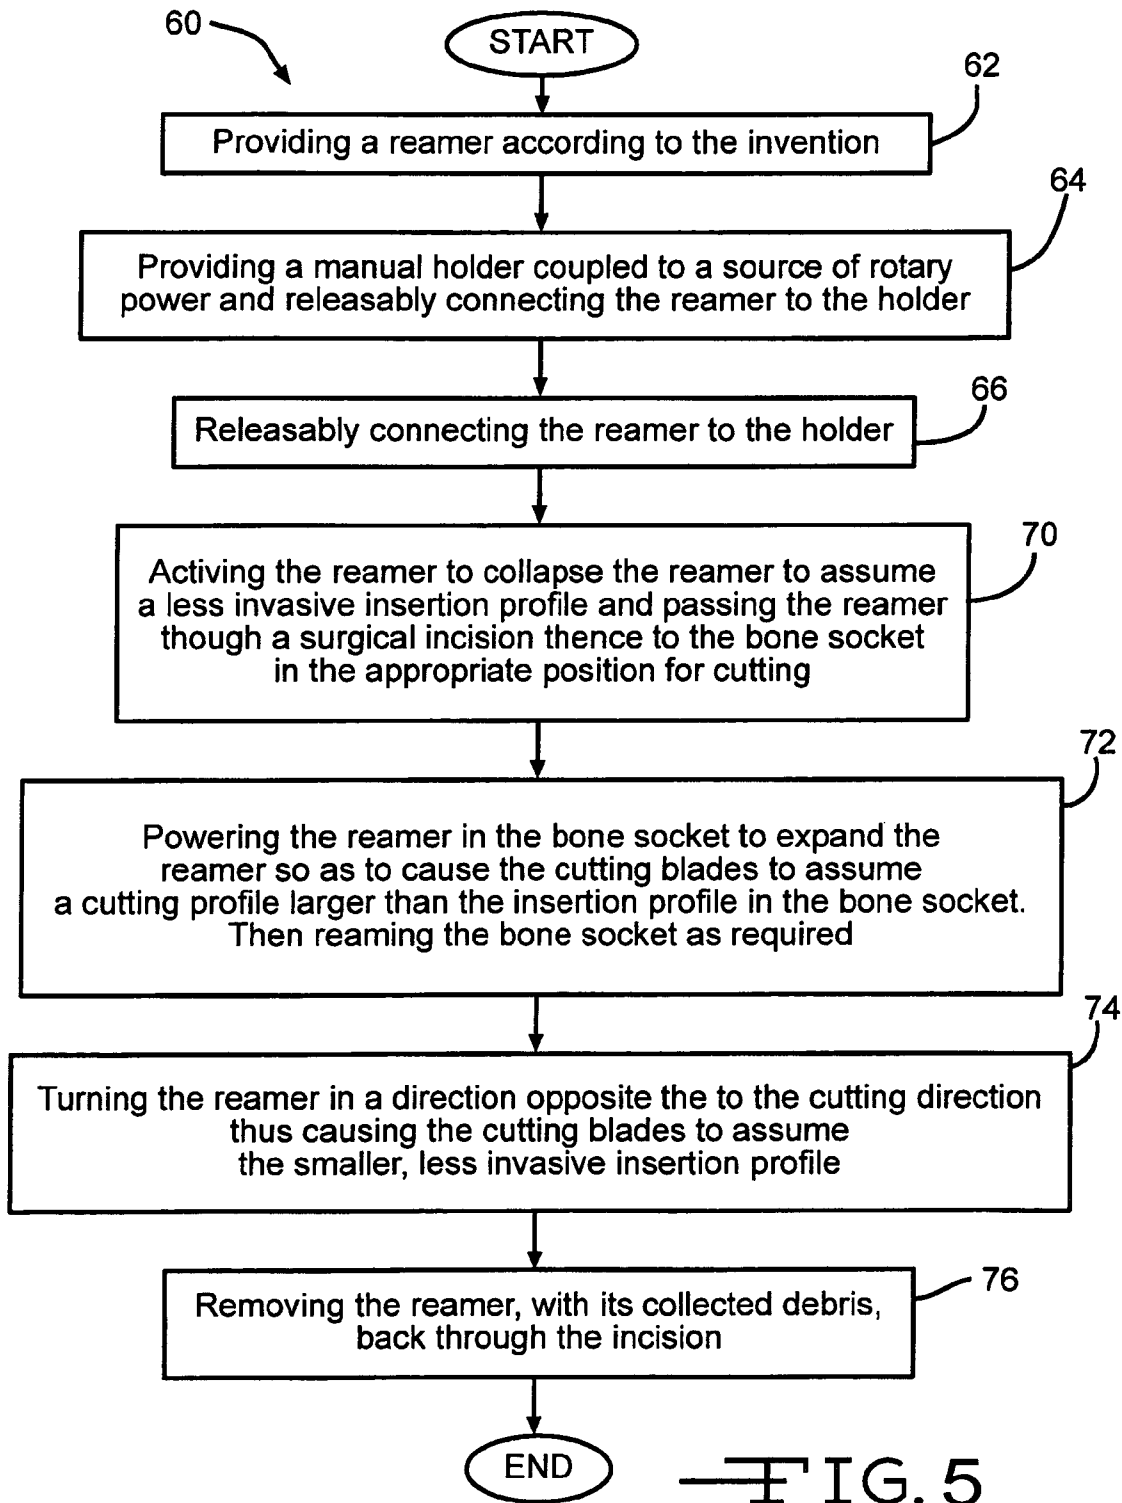 60
START
62
Providing a reamer according to the invention
64
Providing a manual holder coupled to a source of rotary
power and releasably connecting the reamer to the holder
66
Releasably connecting the reamer to the holder
70
Activing the reamer to collapse the reamer to assume
a less invasive insertion profile and passing the reamer
though a surgical incision thence to the bone socket
in the appropriate position for cutting
72
Powering the reamer in the bone socket to expand the
reamer so as to cause the cutting blades to assume
a cutting profile larger than the insertion profile in the bone socket.
Then reaming the bone socket as required
74
Turning the reamer in a direction opposite the to the cutting direction
thus causing the cutting blades to assume
the smaller, less invasive insertion profile
76
Removing the reamer, with its collected debris,
back through the incision
END
FIG. 5